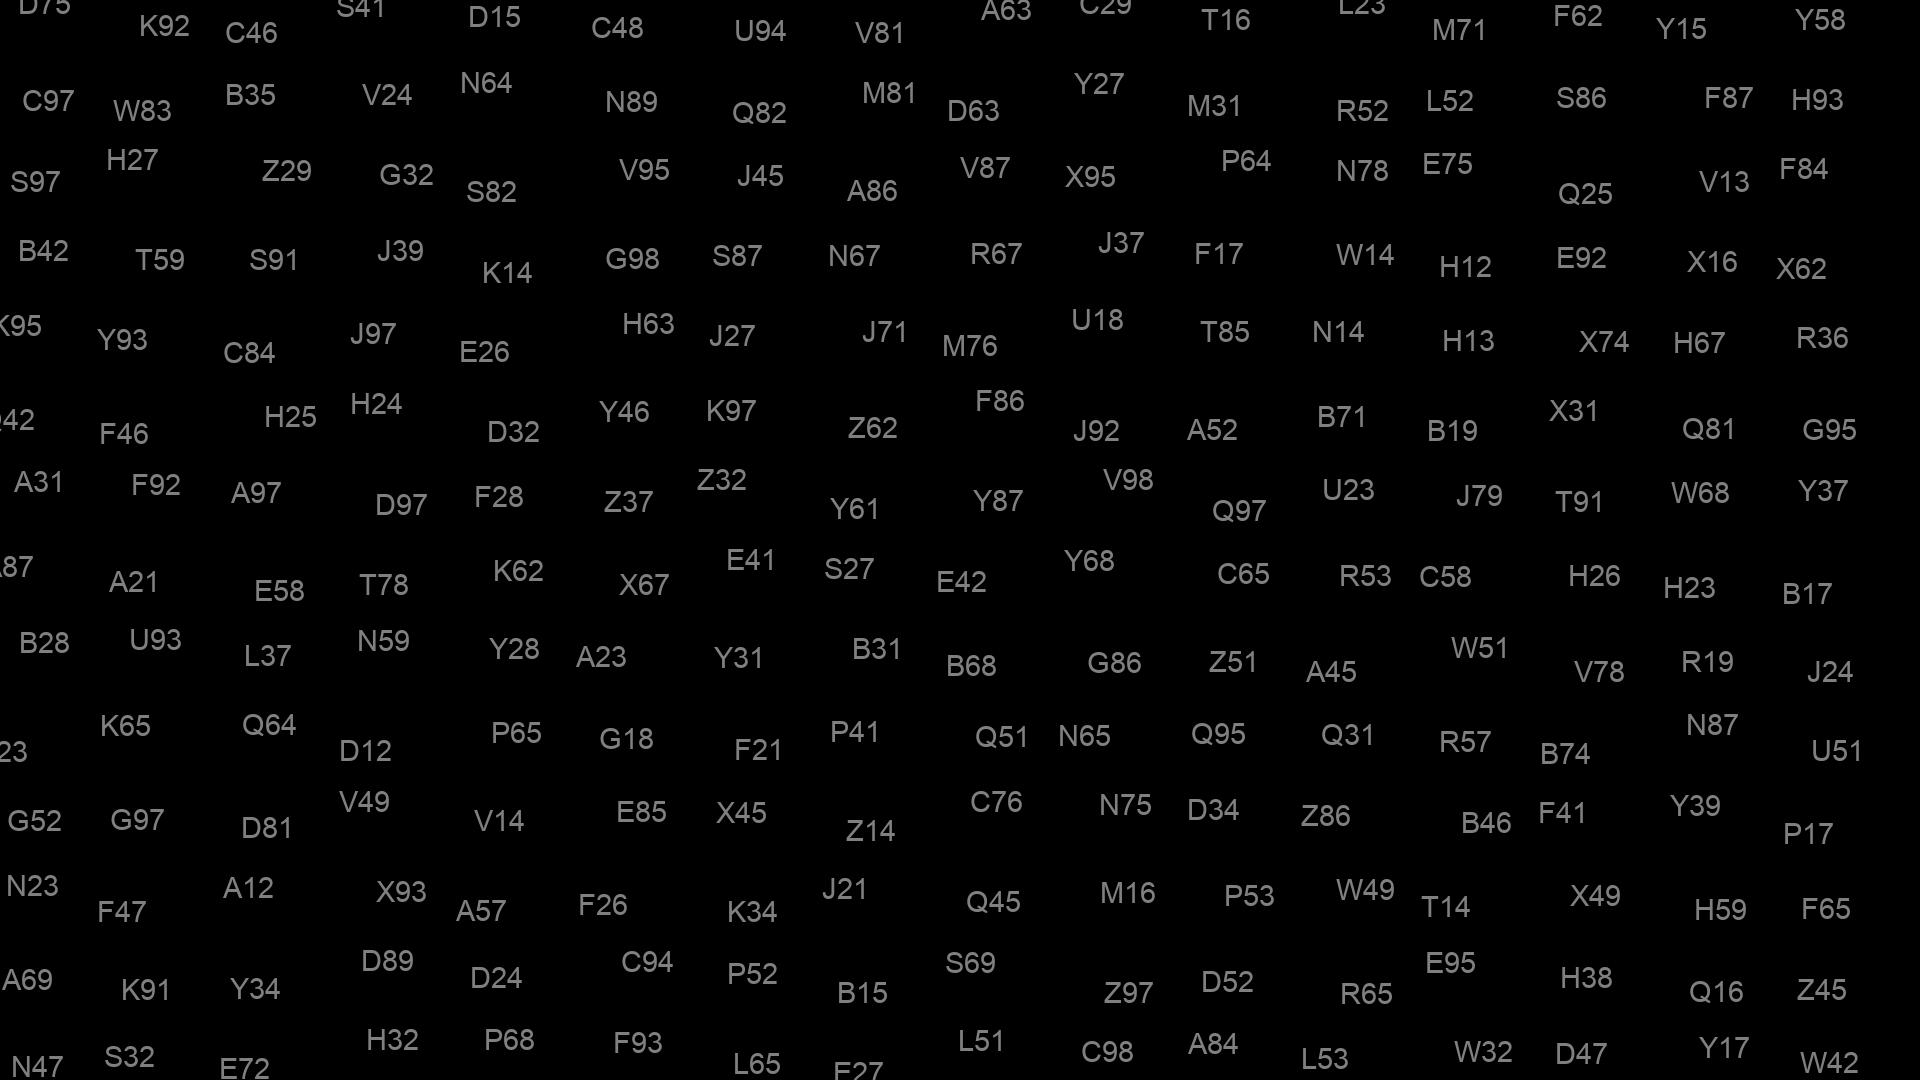 D75 K92 C46 S41 D15 C48 U94 V81 A63 C29 T16 L23 M71 F62 Y15 Y58
C97 W83 B35 V24 N64 N89 Q82 M81 D63 Y27 M31 R52 L52 S86 F87 H93
S97 H27 Z29 G32 S82 V95 J45 A86 V87 X95 P64 N78 E75 Q25 V13 F84
B42 T59 S91 J39 K14 G98 S87 N67 R67 J37 F17 W14 H12 E92 X16 X62
K95 Y93 C84 J97 E26 H63 J27 J71 M76 U18 T85 N14 H13 X74 H67 R36
F46 H25 H24 D32 Y46 K97 Z62 F86 J92 A52 B71 B19 X31 Q81 G95
A31 F92 A97 D97 F28 Z37 Z32 Y61 Y87 V98 Q97 U23 J79 T91 W68 Y37
A21 E58 T78 K62 X67 E41 S27 E42 Y68 C65 R53 C58 H26 H23 B17
B28 U93 L37 N59 Y28 A23 Y31 B31 B68 G86 Z51 A45 W51 V78 R19 J24
K65 Q64 D12 P65 G18 F21 P41 Q51 N65 Q95 Q31 R57 B74 N87 U51
G52 G97 D81 V49 V14 E85 X45 Z14 C76 N75 D34 Z86 B46 F41 Y39 P17
N23 F47 A12 X93 A57 F26 K34 J21 Q45 M16 P53 W49 T14 X49 H59 F65
A69 K91 Y34 D89 D24 C94 P52 B15 S69 Z97 D52 R65 E95 H38 Q16 Z45
N47 S32 E72 H32 P68 F93 L65 L51 C98 A84 L53 W32 D47 Y17 W42